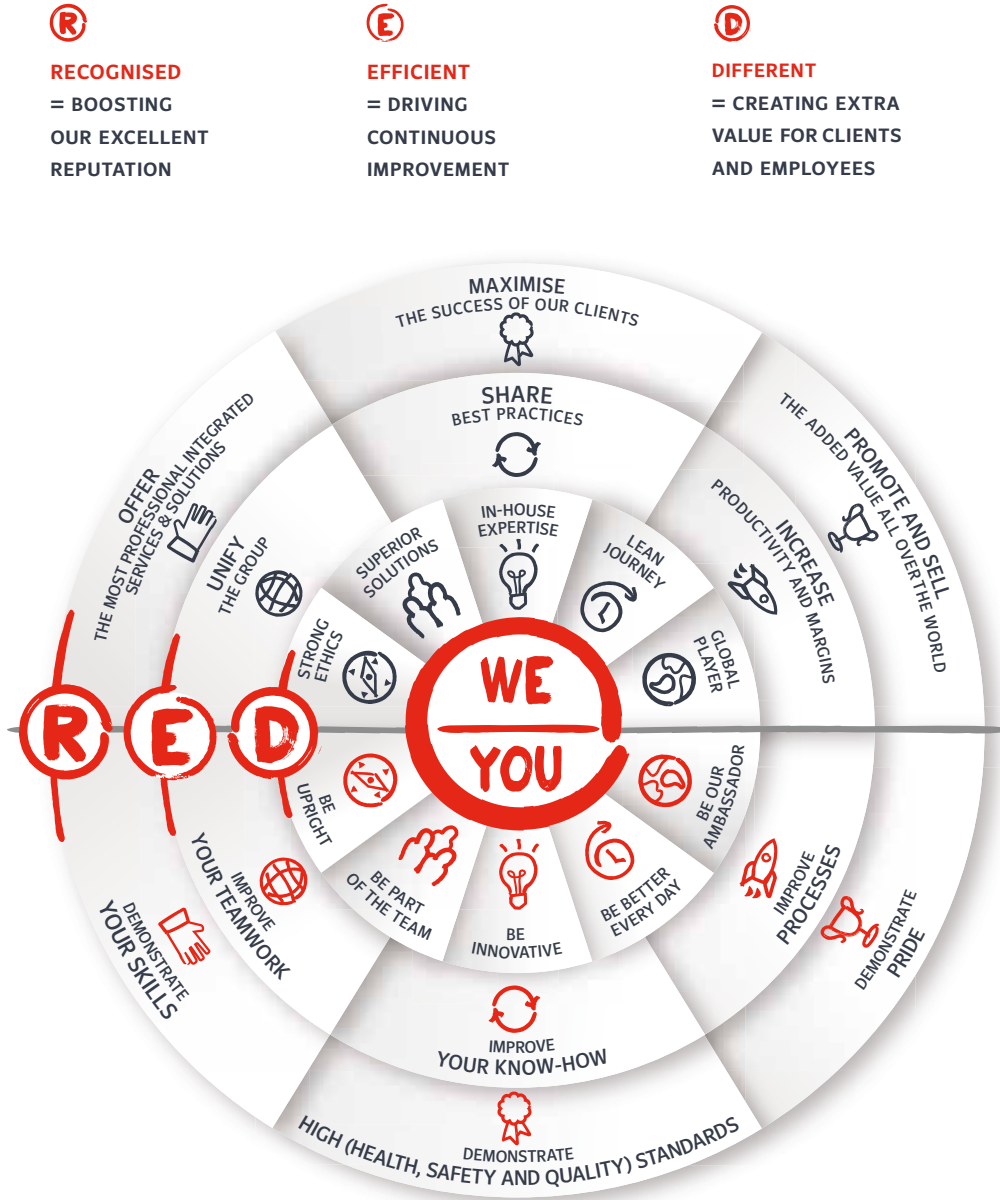 R
RECOGNISED
= BOOSTING
OUR EXCELLENT
REPUTATION
E
EFFICIENT
= DRIVING
CONTINUOUS
IMPROVEMENT
D
DIFFERENT
= CREATING EXTRA
VALUE FOR CLIENTS
AND EMPLOYEES
MAXIMISE
THE SUCCESS OF OUR CLIENTS
OFFER
THE MOST PROFESSIONAL INTEGRATED
SERVICES & SOLUTIONS
PROMOTE AND SELL
THE ADDED VALUE ALL OVER THE WORLD
SHARE
BEST PRACTICES
UNIFY
THE GROUP
INCREASE
PRODUCTIVITY AND MARGINS
STRONG
ETHICS
SUPERIOR
SOLUTIONS
IN-HOUSE
EXPERTISE
LEAN
JOURNEY
GLOBAL
PLAYER
R E D
WE
YOU
BE
UPRIGHT
BE PART
OF THE TEAM
BE
INNOVATIVE
BE BETTER
EVERY DAY
BE OUR
AMBASSADOR
IMPROVE
YOUR TEAMWORK
IMPROVE
YOUR KNOW-HOW
IMPROVE
PROCESSES
DEMONSTRATE
YOUR SKILLS
DEMONSTRATE
HIGH (HEALTH, SAFETY AND QUALITY) STANDARDS
DEMONSTRATE
PRIDE